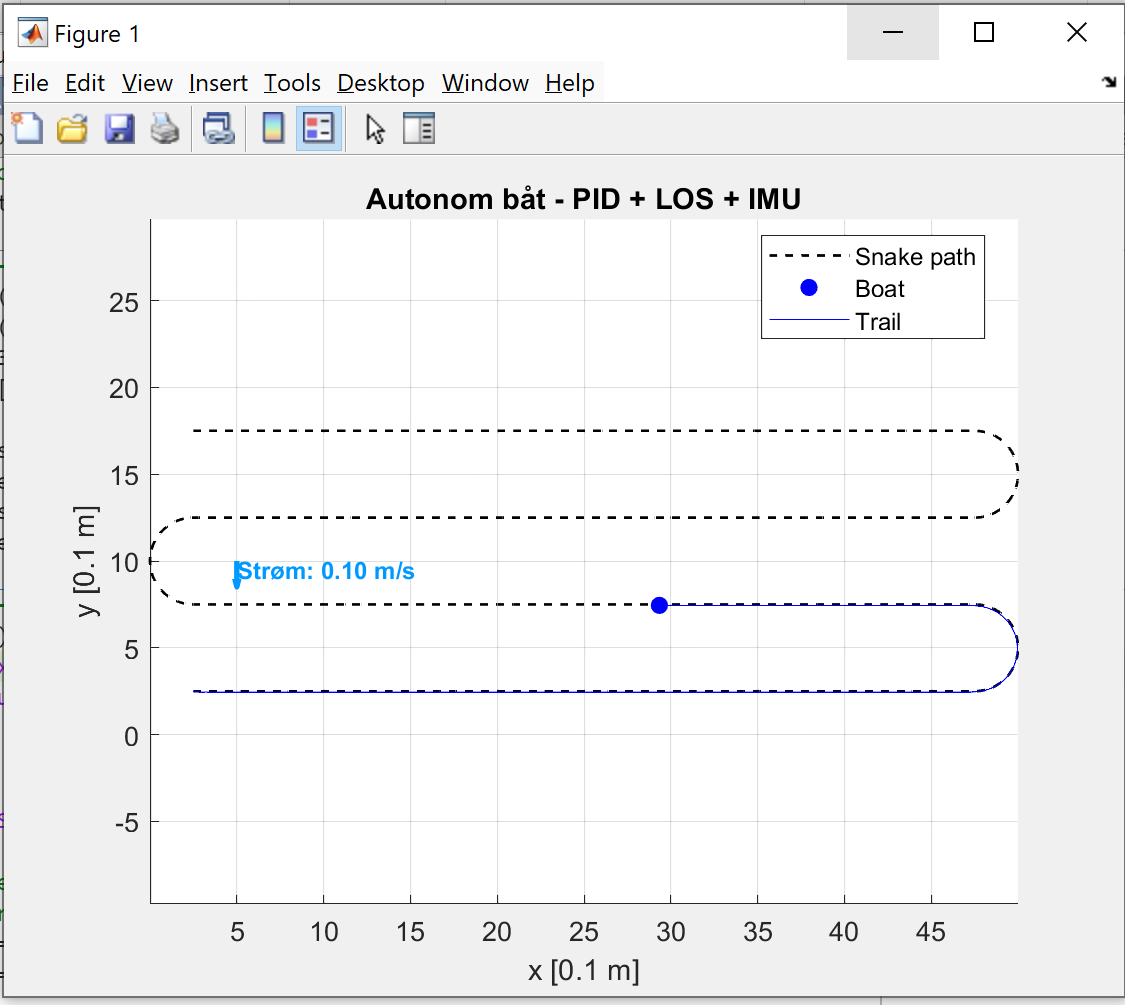 Figure 1
File Edit View Insert Tools Desktop Window Help
Autonom båt - PID + LOS + IMU
Snake path
Boat
Trail
25
20
15
10
5
0
-5
y [0.1 m]
Strøm: 0.10 m/s
5 10 15 20 25 30 35 40 45
x [0.1 m]